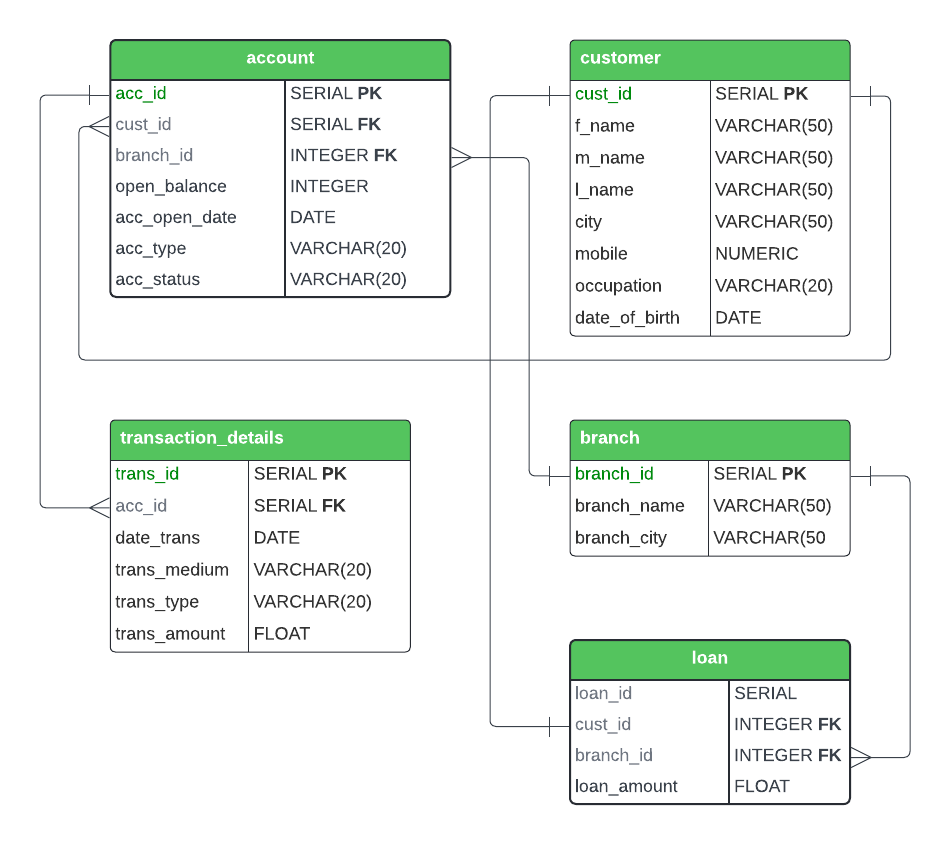 account
acc_id SERIAL PK
cust_id SERIAL FK
branch_id INTEGER FK
open_balance INTEGER
acc_open_date DATE
acc_type VARCHAR(20)
acc_status VARCHAR(20)
customer
cust_id SERIAL PK
f_name VARCHAR(50)
m_name VARCHAR(50)
l_name VARCHAR(50)
city VARCHAR(50)
mobile NUMERIC
occupation VARCHAR(20)
date_of_birth DATE
transaction_details
trans_id SERIAL PK
acc_id SERIAL FK
date_trans DATE
trans_medium VARCHAR(20)
trans_type VARCHAR(20)
trans_amount FLOAT
branch
branch_id SERIAL PK
branch_name VARCHAR(50)
branch_city VARCHAR(50
loan
loan_id SERIAL
cust_id INTEGER FK
branch_id INTEGER FK
loan_amount FLOAT